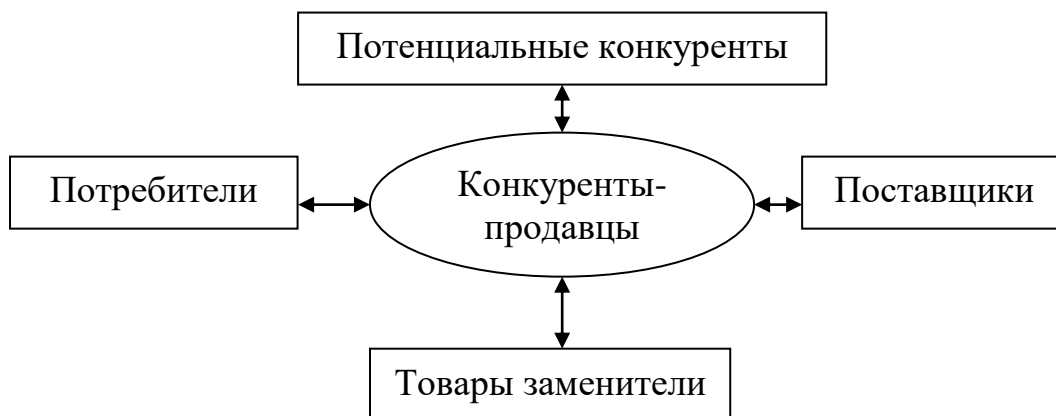 Потенциальные конкуренты
Потребители
Конкуренты-
продавцы
Поставщики
Товары заменители